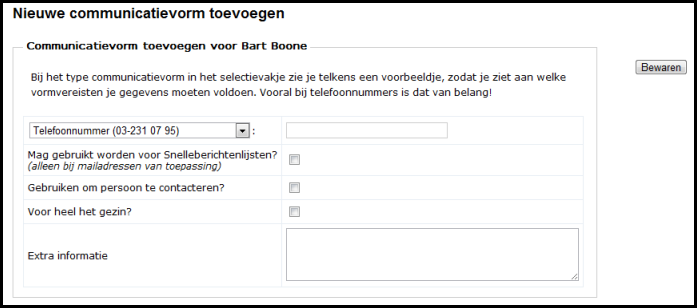 Nieuwe communicatievorm toevoegen
Communicatievorm toevoegen voor Bart Boone
Bewaren
Bij het type communicatievorm in het selectievakje zie je telkens een voorbeeldje, zodat je ziet aan welke
vormvereisten je gegevens moeten voldoen. Vooral bij telefoonnummers is dat van belang!
Telefoonnummer (03-231 07 95) :
Mag gebruikt worden voor Snelleberichtenlijsten?
(alleen bij mailadressen van toepassing)
Gebruiken om persoon te contacteren?
Voor heel het gezin?
Extra informatie